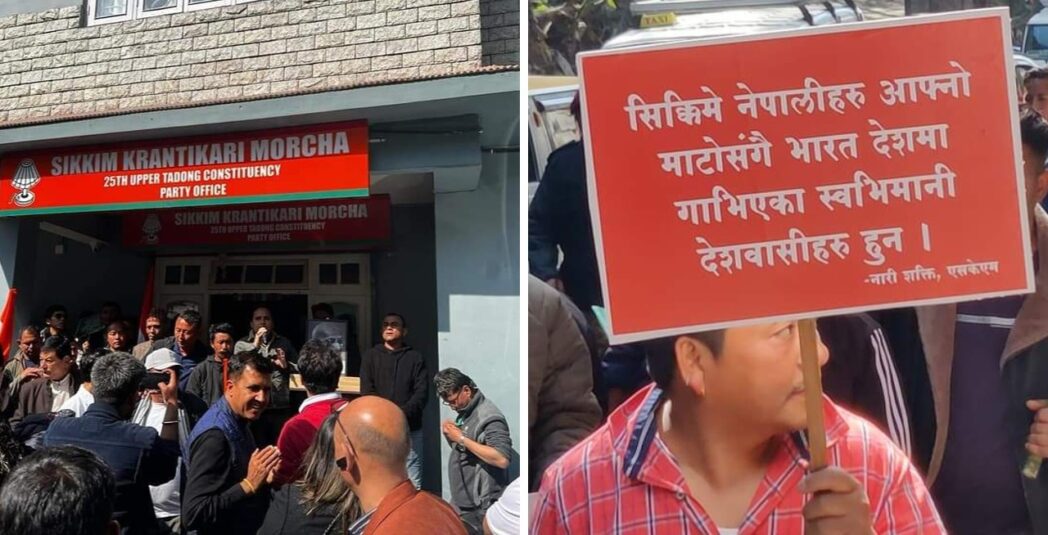 SIKKIM KRANTIKARI MORCHA
25TH UPPER TADONG CONSTITUENCY
PARTY OFFICE
SIKKIM KRANTIKARI MORCHA
25TH UPPER TADONG CONSTITUENCY
PARTY OFFICE
TAXI
सिक्किमे नेपालीहरु आफ्नो
माटोसंगै भारत देशमा
गाभिएका स्वभिमानी
देशवासीहरु हुन ।
-नारी शक्ति, एसकेएम